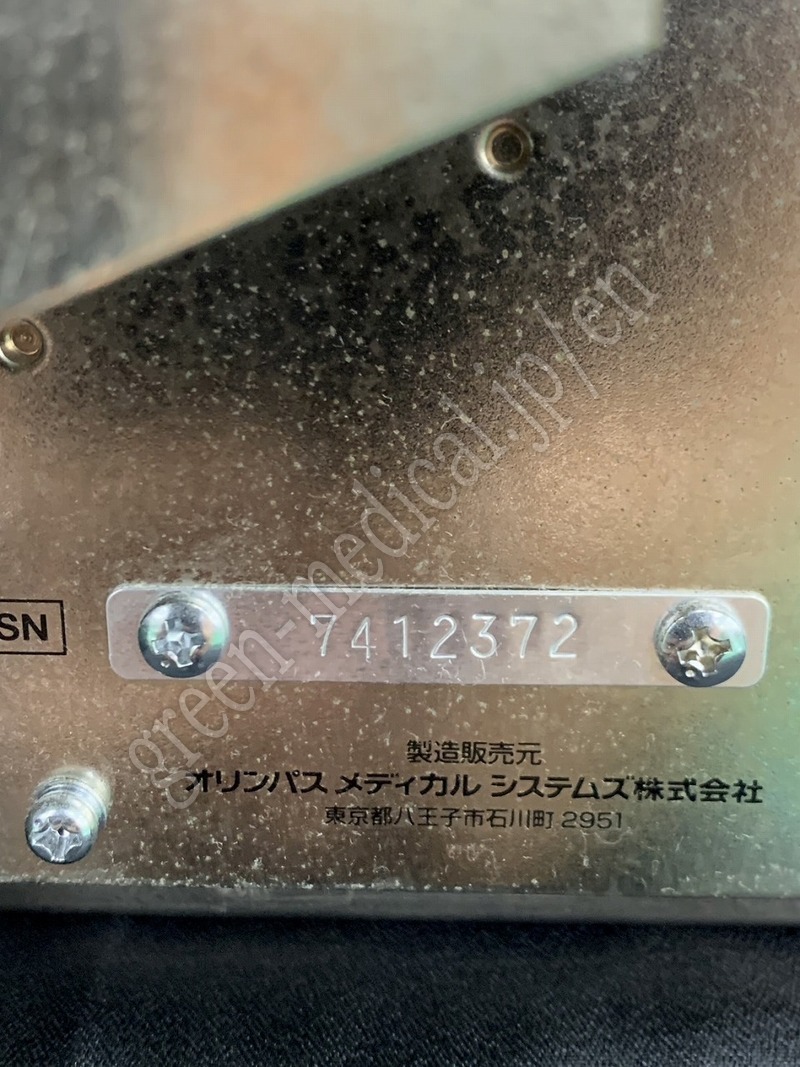 green-medical.jp/en
SN
7412372
製造販売元
オリンパス メディカル システムズ株式会社
東京都八王子市石川町 2951